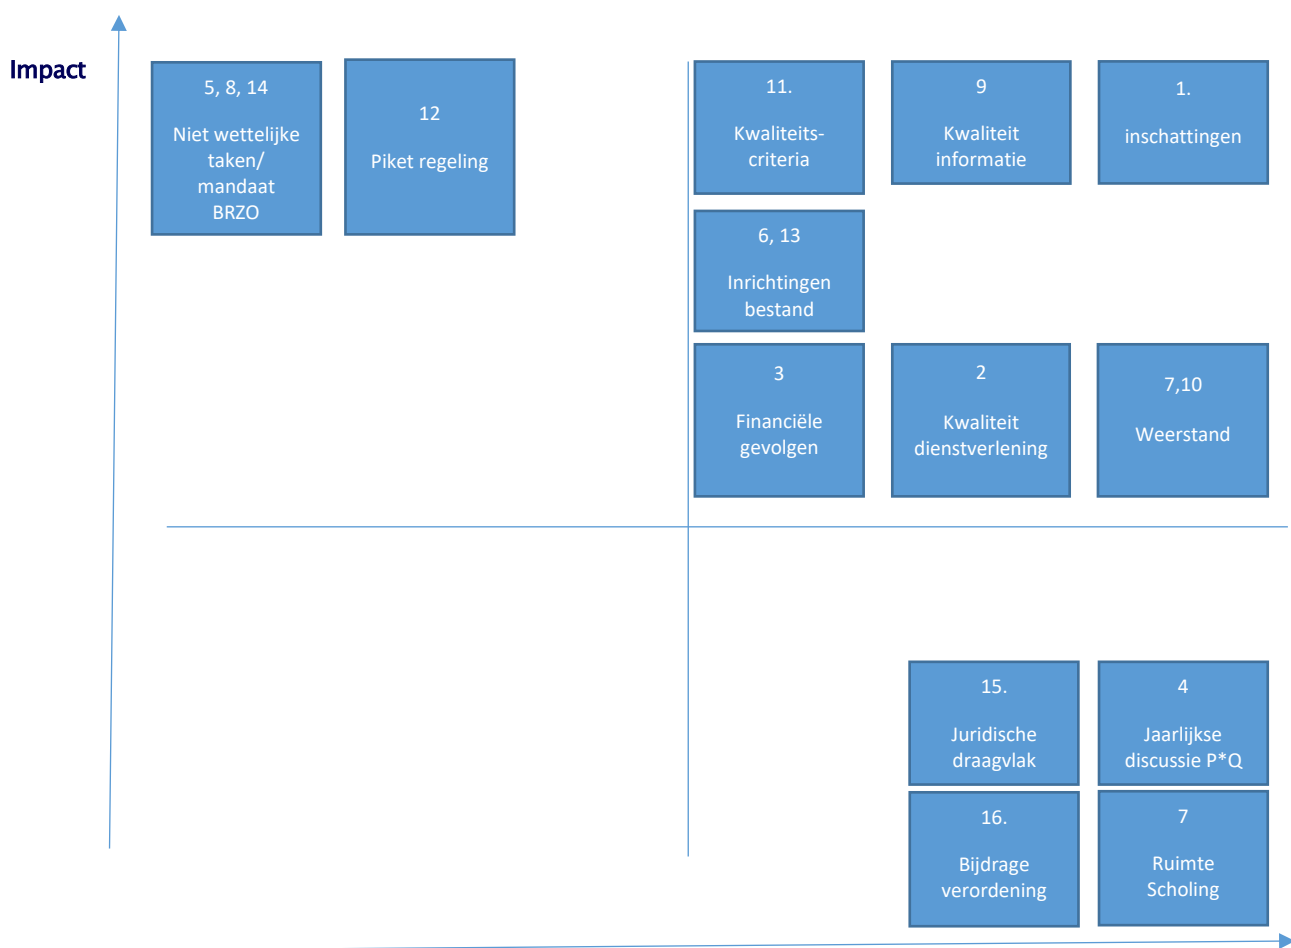 Impact
5, 8, 14
Niet wettelijke
taken/
mandaat
BRZO
12
Piket regeling
11.
Kwaliteits-
criteria
9
Kwaliteit
informatie
1.
inschattingen
6, 13
Inrichtingen
bestand
3
Financiële
gevolgen
2
Kwaliteit
dienstverlening
7,10
Weerstand
15.
Juridische
draagvlak
4
Jaarlijkse
discussie P*Q
16.
Bijdrage
verordening
7
Ruimte
Scholing